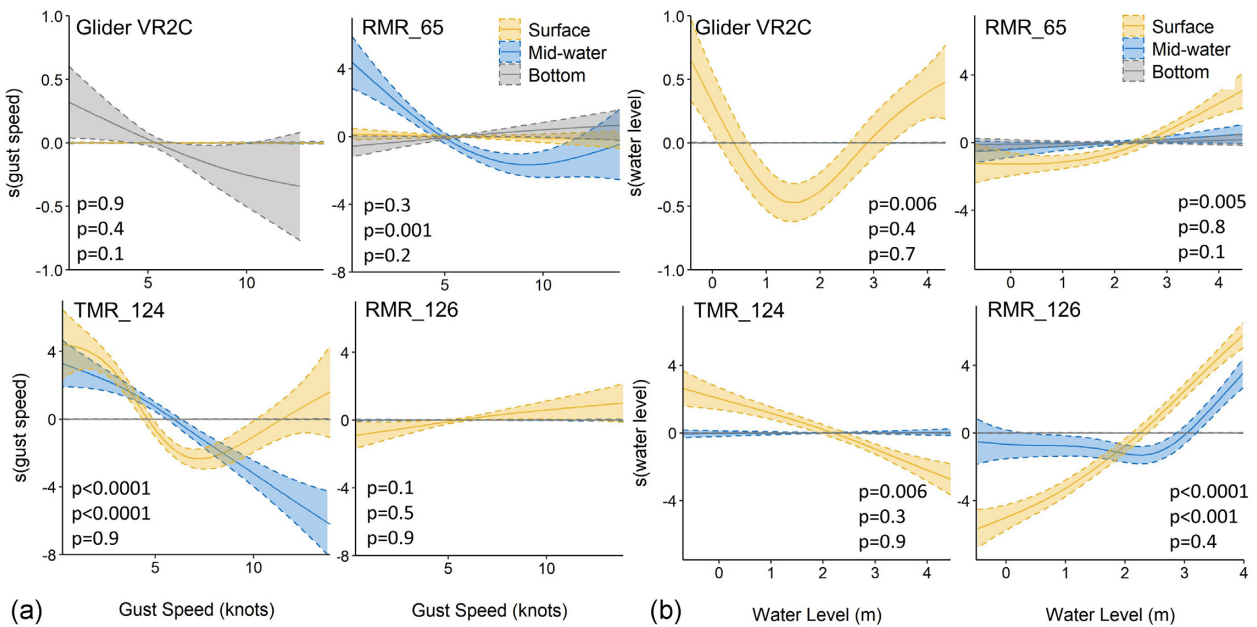 Glider VR2C
1.0
0.5
0.0
-0.5
-1.0
s(gust speed)
p=0.9
p=0.4
p=0.1
5
10
RMR_65
Surface
Mid-water
Bottom
4
0
-4
-8
p=0.3
p=0.001
p=0.2
5
10
TMR_124
4
0
-4
-8
s(gust speed)
p<0.0001
p<0.0001
p=0.9
5
10
Gust Speed (knots)
RMR_126
4
0
-4
-8
p=0.1
p=0.5
p=0.9
5
10
Gust Speed (knots)
(a)
Glider VR2C
1.0
0.5
0.0
-0.5
-1.0
s(water level)
p=0.006
p=0.4
p=0.7
0
1
2
3
4
RMR_65
Surface
Mid-water
Bottom
4
0
-4
p=0.005
p=0.8
p=0.1
0
1
2
3
4
TMR_124
4
0
-4
s(water level)
p=0.006
p=0.3
p=0.9
0
1
2
3
4
Water Level (m)
RMR_126
4
0
-4
p<0.0001
p<0.001
p=0.4
0
1
2
3
4
Water Level (m)
(b)